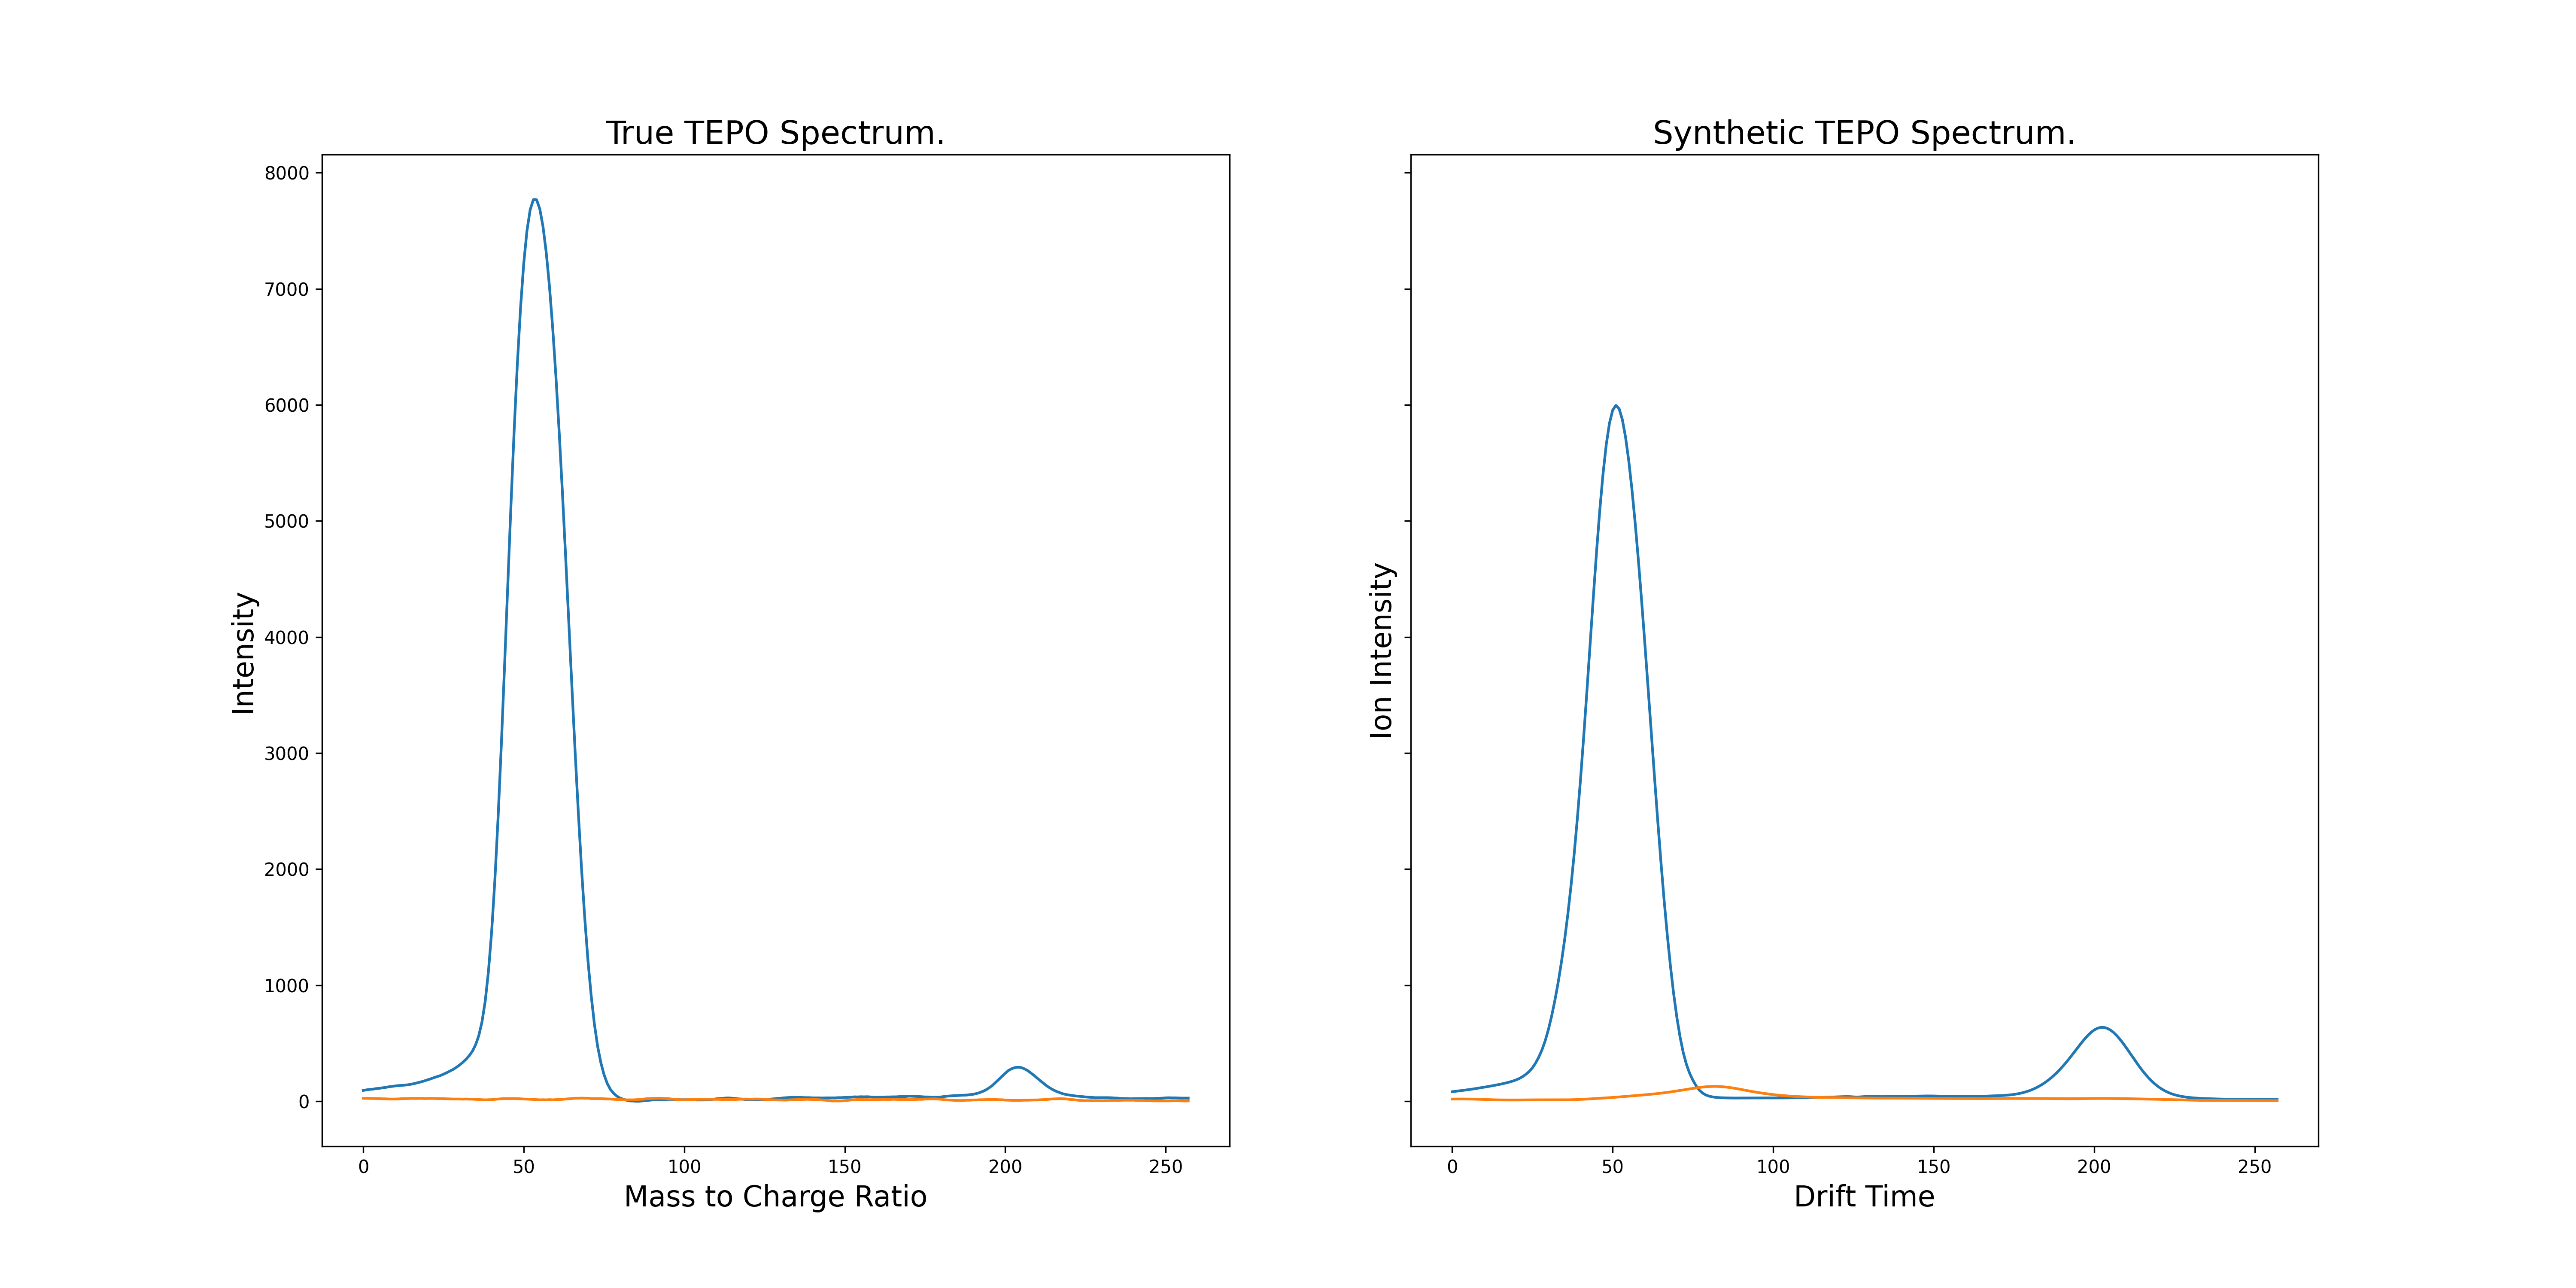 True TEPO Spectrum.
8000
7000
6000
5000
4000
3000
2000
1000
0
Intensity
0 50 100 150 200 250
Mass to Charge Ratio
Synthetic TEPO Spectrum.
Ion Intensity
0 50 100 150 200 250
Drift Time